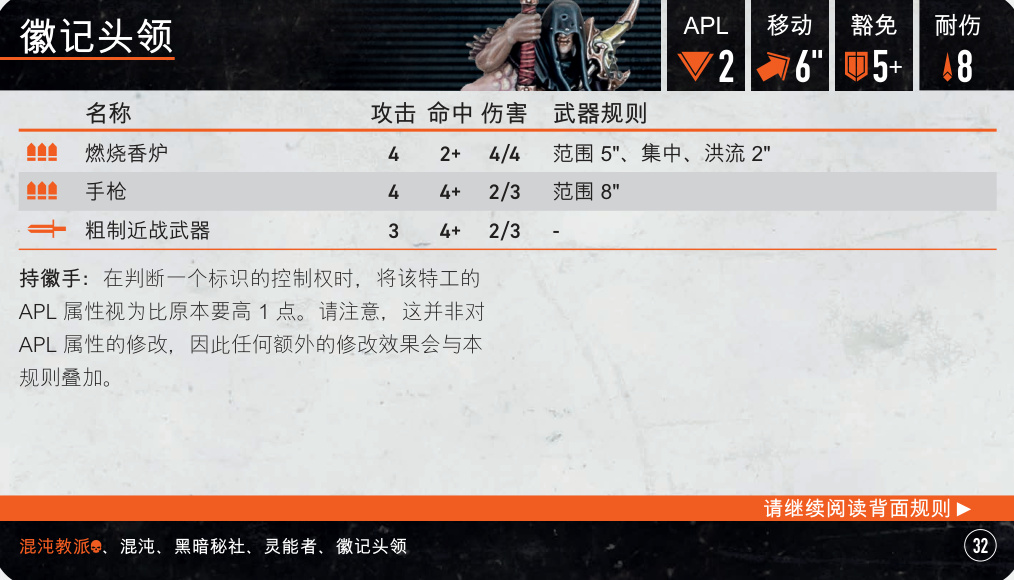 徽记头领
APL 移动 豁免 耐伤
2 6" 5+ 8
名称 攻击 命中 伤害 武器规则
燃烧香炉 4 2+ 4/4 范围 5"、集中、洪流 2"
手枪 4 4+ 2/3 范围 8"
粗制近战武器 3 4+ 2/3 -
持徽手：在判断一个标识的控制权时，将该特工的
APL 属性视为比原本要高 1 点。请注意，这并非对
APL 属性的修改，因此任何额外的修改效果会与本
规则叠加。
请继续阅读背面规则 ▶
混沌教派、混沌、黑暗秘社、灵能者、徽记头领
32